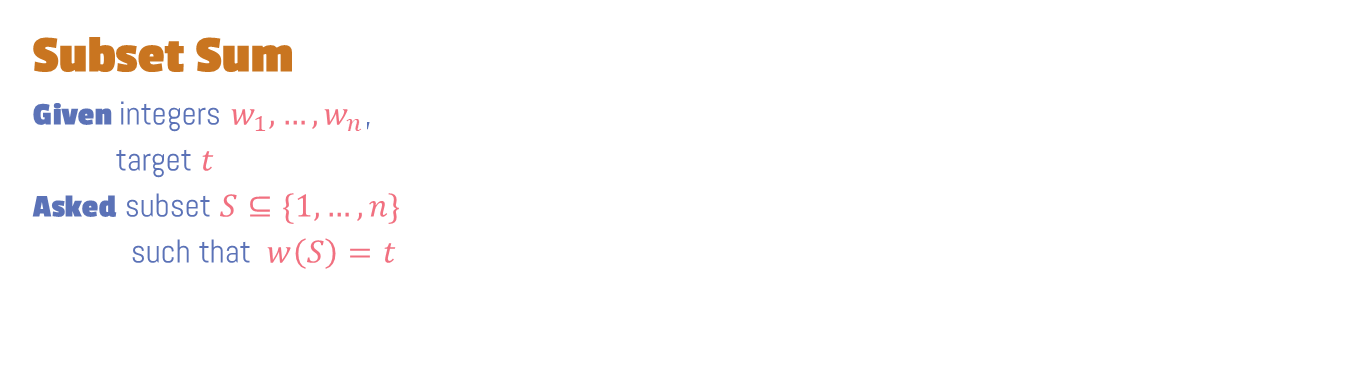 Subset Sum
Given integers w₁, … , wₙ,
target t
Asked subset S ⊆ {1, … , n}
such that w(S) = t